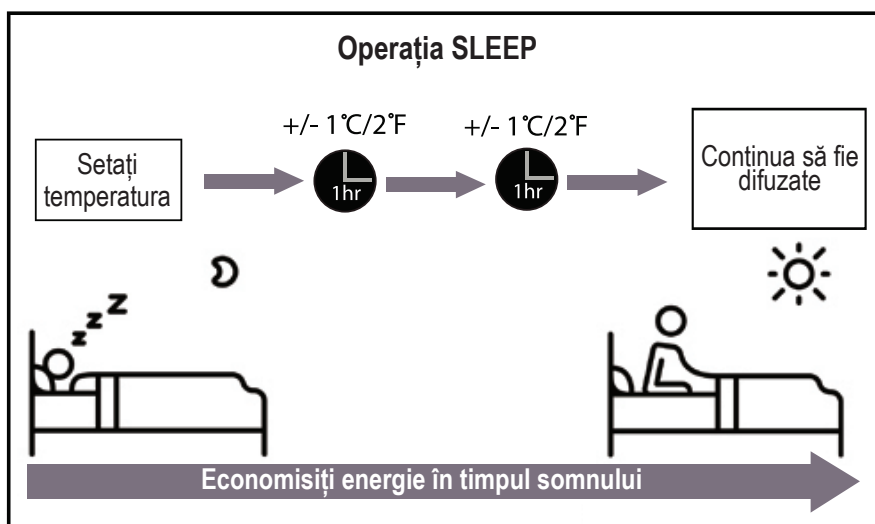 Operația SLEEP
+/- 1°C/2°F
+/- 1°C/2°F
Setați
temperatura
1hr
1hr
Continua să fie
difuzate
z z z
Economisiți energie în timpul somnului